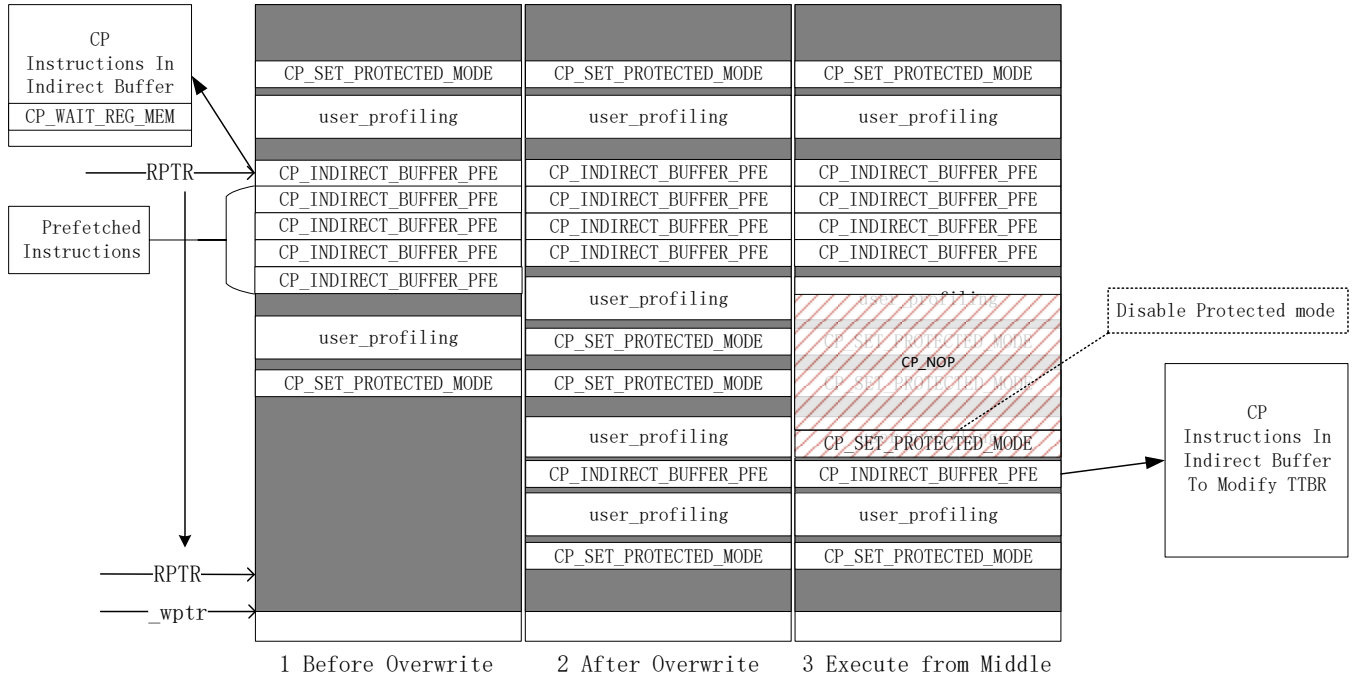 CP
Instructions In
Indirect Buffer
CP_WAIT_REG_MEM
RPTR
Prefetched
Instructions
RPTR
_wptr
CP_SET_PROTECTED_MODE
user_profiling
CP_INDIRECT_BUFFER_PFE
CP_INDIRECT_BUFFER_PFE
CP_INDIRECT_BUFFER_PFE
CP_INDIRECT_BUFFER_PFE
CP_INDIRECT_BUFFER_PFE
user_profiling
CP_SET_PROTECTED_MODE
1 Before Overwrite
CP_SET_PROTECTED_MODE
user_profiling
CP_INDIRECT_BUFFER_PFE
CP_INDIRECT_BUFFER_PFE
CP_INDIRECT_BUFFER_PFE
CP_INDIRECT_BUFFER_PFE
user_profiling
CP_SET_PROTECTED_MODE
CP_SET_PROTECTED_MODE
user_profiling
CP_INDIRECT_BUFFER_PFE
user_profiling
CP_SET_PROTECTED_MODE
2 After Overwrite
CP_SET_PROTECTED_MODE
user_profiling
CP_INDIRECT_BUFFER_PFE
CP_INDIRECT_BUFFER_PFE
CP_INDIRECT_BUFFER_PFE
CP_INDIRECT_BUFFER_PFE
user_profiling
CP_SET_PROTECTED_MODE
CP_NOP
CP_SET_PROTECTED_MODE
CP_SET_PROTECTED_MODE
CP_INDIRECT_BUFFER_PFE
user_profiling
CP_SET_PROTECTED_MODE
3 Execute from Middle
Disable Protected mode
CP
Instructions In
Indirect Buffer
To Modify TTBR